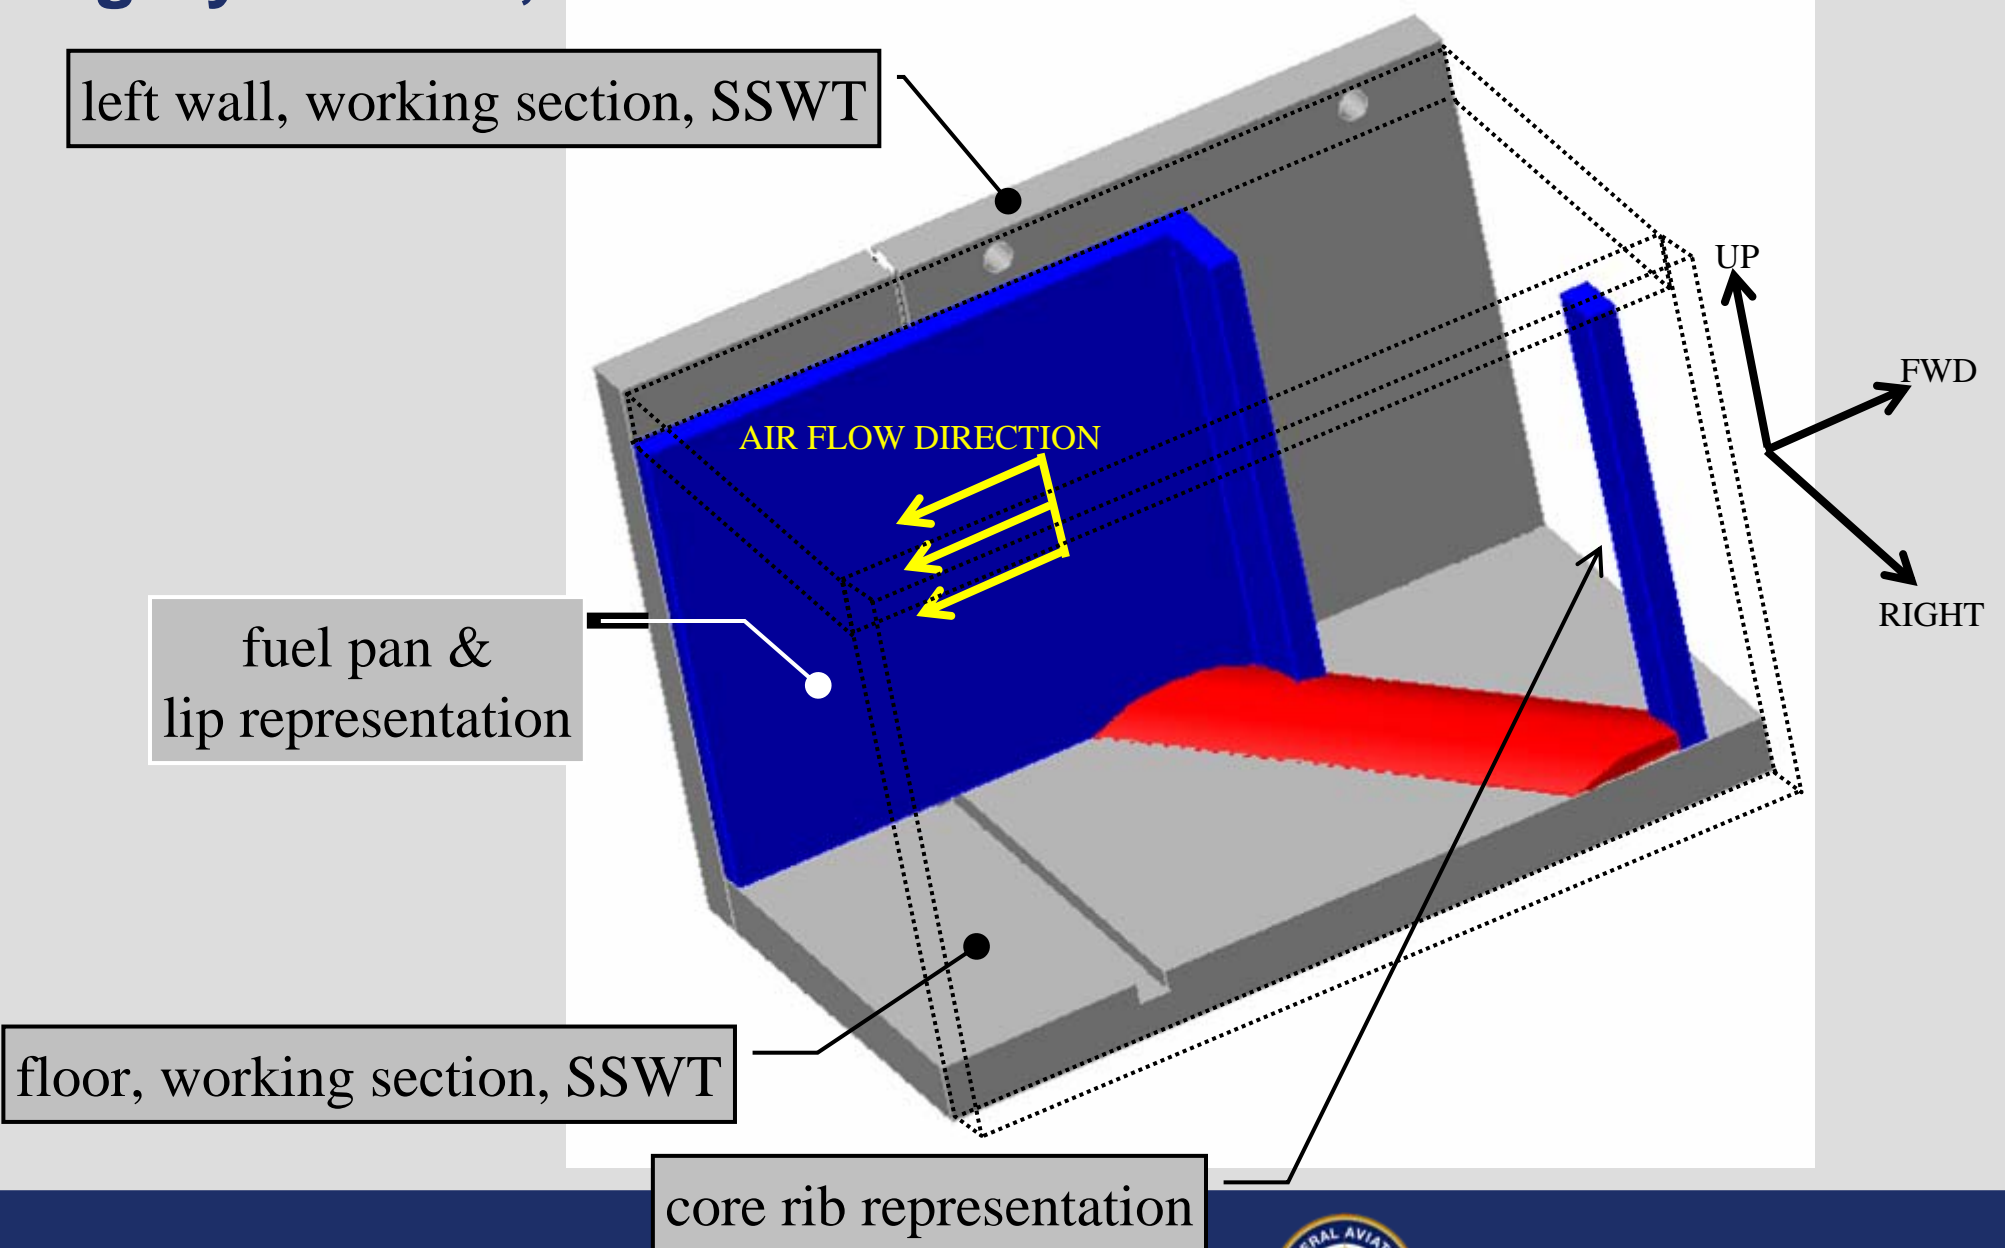 left wall, working section, SSWT
UP
FWD
AIR FLOW DIRECTION
RIGHT
fuel pan &
lip representation
floor, working section, SSWT
core rib representation